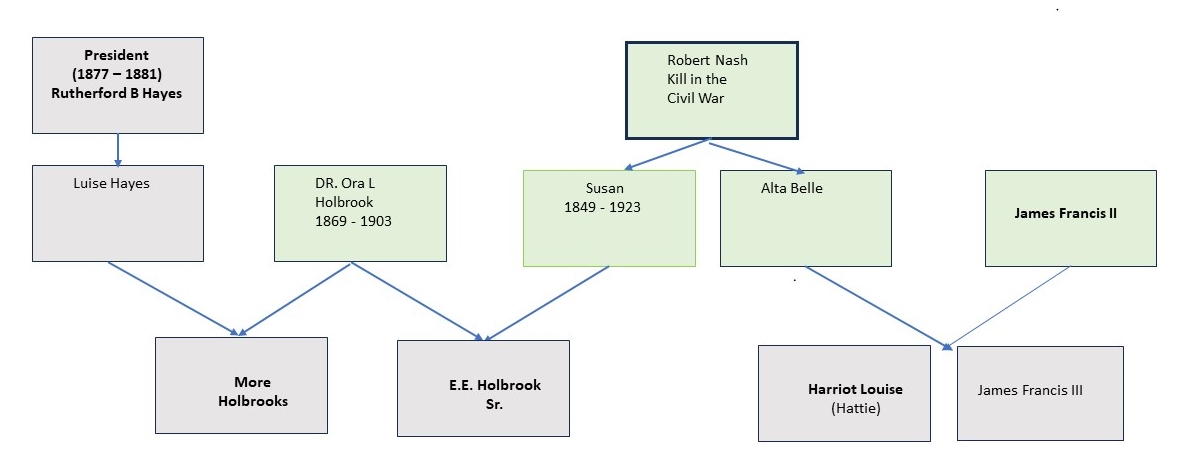 President
(1877 – 1881)
Rutherford B Hayes
Robert Nash
Kill in the
Civil War
Luise Hayes
DR. Ora L
Holbrook
1869 - 1903
Susan
1849 - 1923
Alta Belle
James Francis II
More
Holbrooks
E.E. Holbrook
Sr.
Harriot Louise
(Hattie)
James Francis III